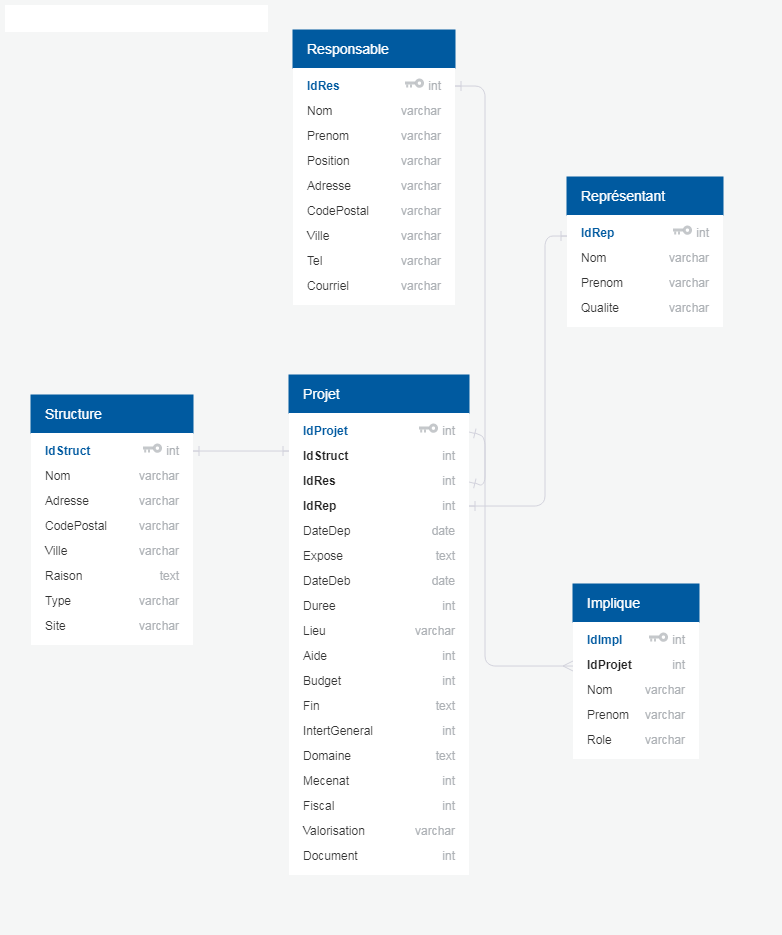 Responsable
IdRes int
Nom varchar
Prenom varchar
Position varchar
Adresse varchar
CodePostal varchar
Ville varchar
Tel varchar
Courriel varchar
Représentant
IdRep int
Nom varchar
Prenom varchar
Qualite varchar
Structure
IdStruct int
Nom varchar
Adresse varchar
CodePostal varchar
Ville varchar
Raison text
Type varchar
Site varchar
Projet
IdProjet int
IdStruct int
IdRes int
IdRep int
DateDep date
Expose text
DateDeb date
Duree int
Lieu varchar
Aide int
Budget int
Fin text
IntertGeneral int
Domaine text
Mecenat int
Fiscal int
Valorisation varchar
Document int
Implique
IdImpl int
IdProjet int
Nom varchar
Prenom varchar
Role varchar